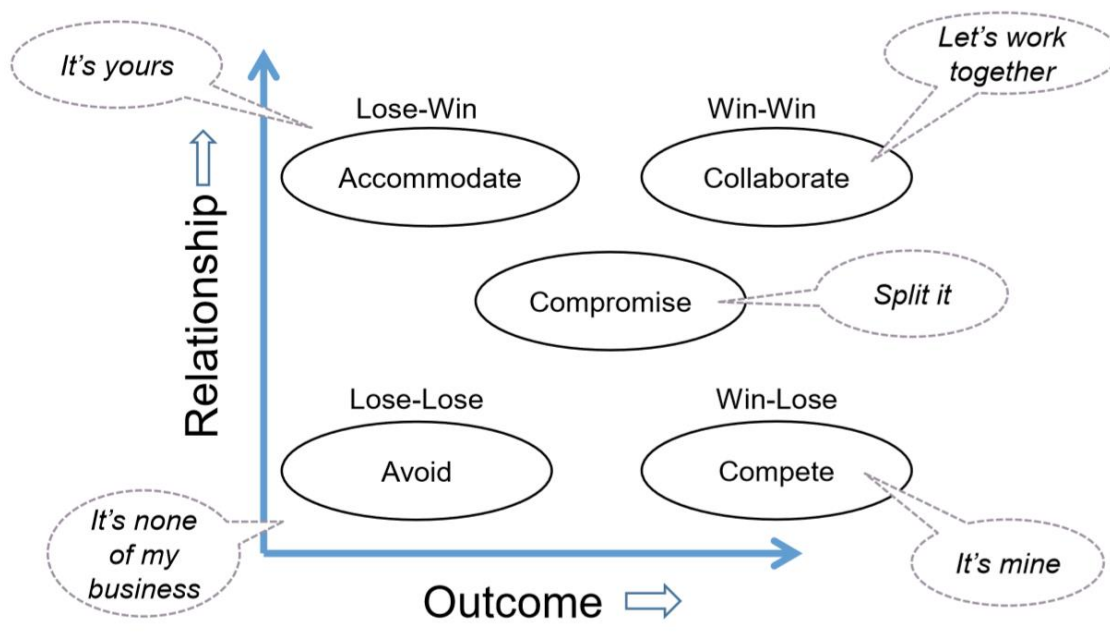 It's yours
Let's work
together
Lose-Win
Win-Win
Accommodate
Collaborate
Relationship
Compromise
Split it
Lose-Lose
Win-Lose
Avoid
Compete
It's none
of my
business
It's mine
Outcome